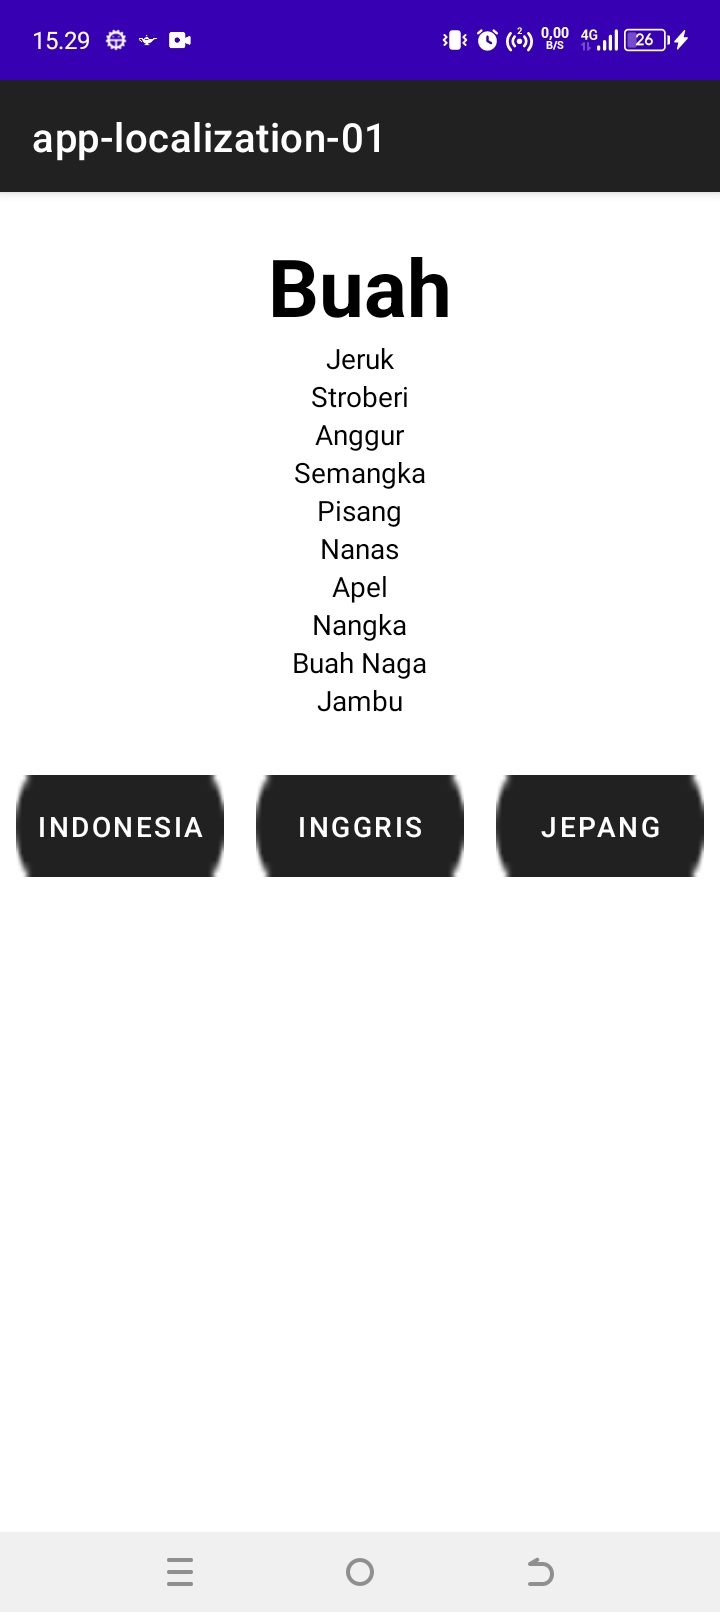 15.29 2 0,00 B/S 4G 26
app-localization-01
Buah
Jeruk
Stroberi
Anggur
Semangka
Pisang
Nanas
Apel
Nangka
Buah Naga
Jambu
INDONESIA INGGRIS JEPANG